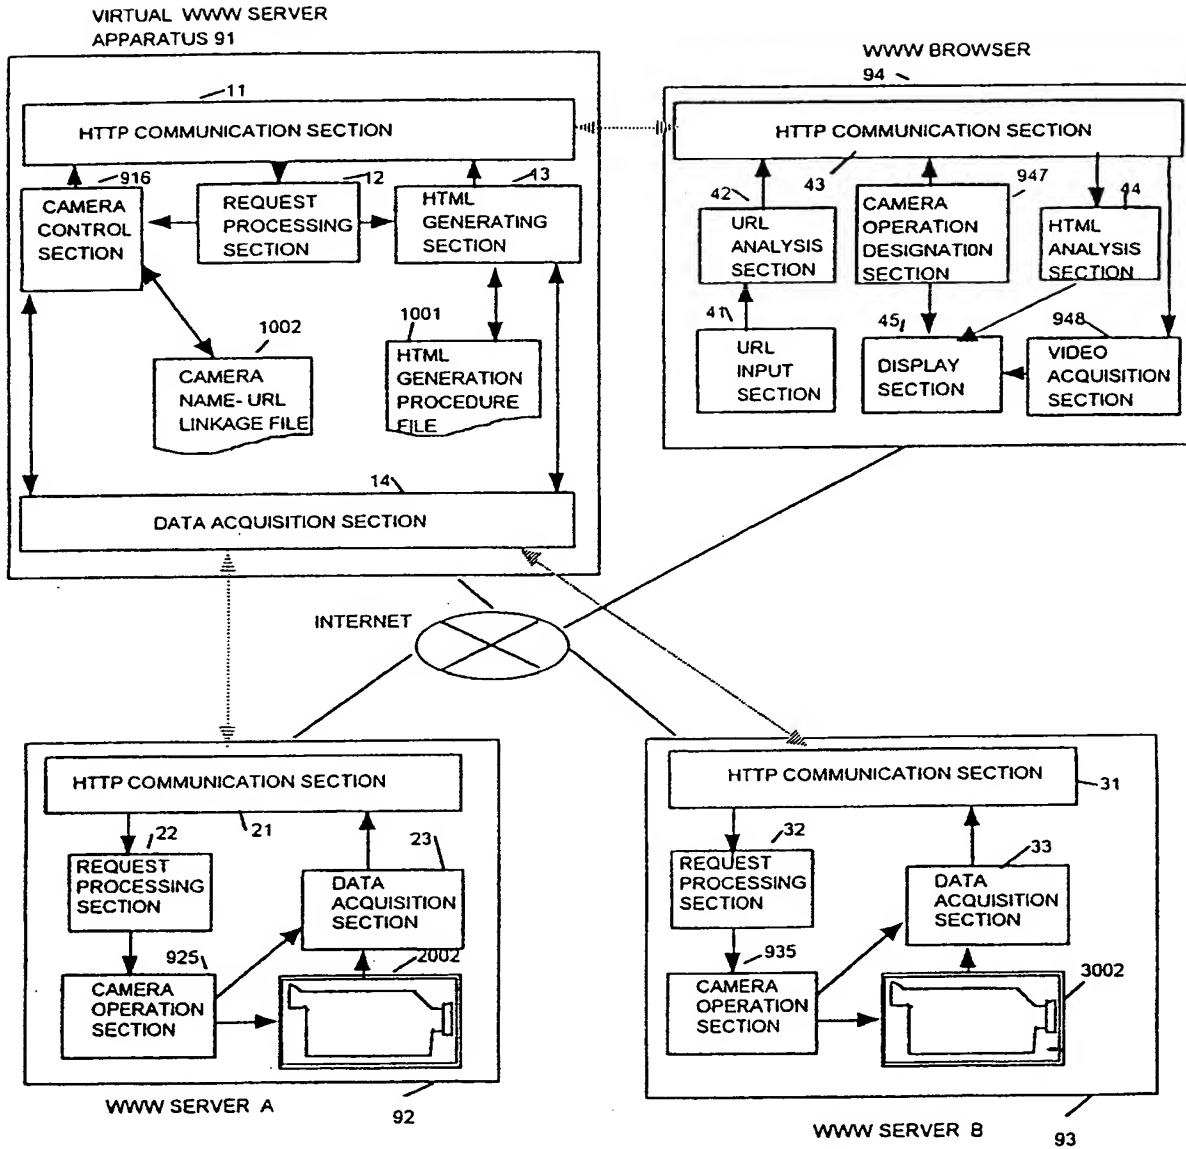 VIRTUAL WWW SERVER
APPARATUS 91
11
HTTP COMMUNICATION SECTION
916
CAMERA
CONTROL
SECTION
12
REQUEST
PROCESSING
SECTION
13
HTML
GENERATING
SECTION
1002
CAMERA
NAME-URL
LINKAGE FILE
1001
HTML
GENERATION
PROCEDURE
FILE
14
DATA ACQUISITION SECTION
WWW BROWSER
94
HTTP COMMUNICATION SECTION
43
42
URL
ANALYSIS
SECTION
947
CAMERA
OPERATION
DESIGNATION
SECTION
44
HTML
ANALYSIS
SECTION
41
URL
INPUT
SECTION
45
DISPLAY
SECTION
948
VIDEO
ACQUISITION
SECTION
INTERNET
HTTP COMMUNICATION SECTION
21
22
REQUEST
PROCESSING
SECTION
23
DATA
ACQUISITION
SECTION
925
CAMERA
OPERATION
SECTION
2002
WWW SERVER A
92
HTTP COMMUNICATION SECTION
31
32
REQUEST
PROCESSING
SECTION
33
DATA
ACQUISITION
SECTION
935
CAMERA
OPERATION
SECTION
3002
WWW SERVER B
93